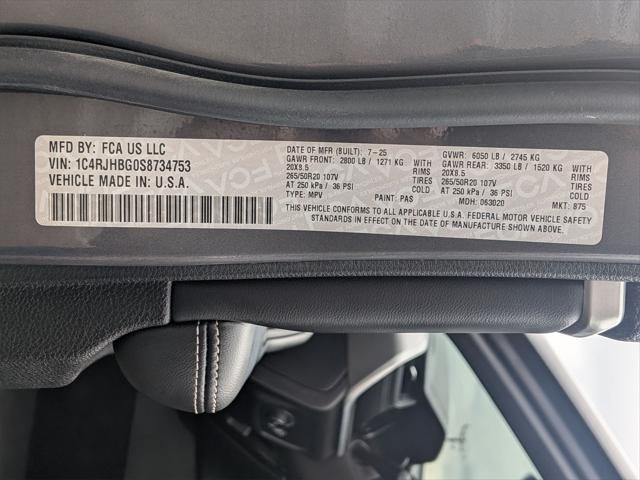 MFD BY: FCA US LLC
VIN: 1C4RJHBG0S8734753
VEHICLE MADE IN: U.S.A.
DATE OF MFR (BUILT): 7-25
GAWR FRONT: 2800 LB / 1271 KG WITH
20X8.5 RIMS
265/50R20 107V TIRES
AT 250 kPa / 36 PSI COLD
TYPE: MPV PAINT: PAS
GVWR: 6050 LB / 2745 KG
GAWR REAR: 3350 LB / 1520 KG WITH
20X8.5 RIMS
265/50R20 107V TIRES
AT 250 kPa / 36 PSI COLD
MDH: 063020 MKT: 875
THIS VEHICLE CONFORMS TO ALL APPLICABLE U.S.A. FEDERAL MOTOR VEHICLE SAFETY
STANDARDS IN EFFECT ON THE DATE OF MANUFACTURE SHOWN ABOVE.